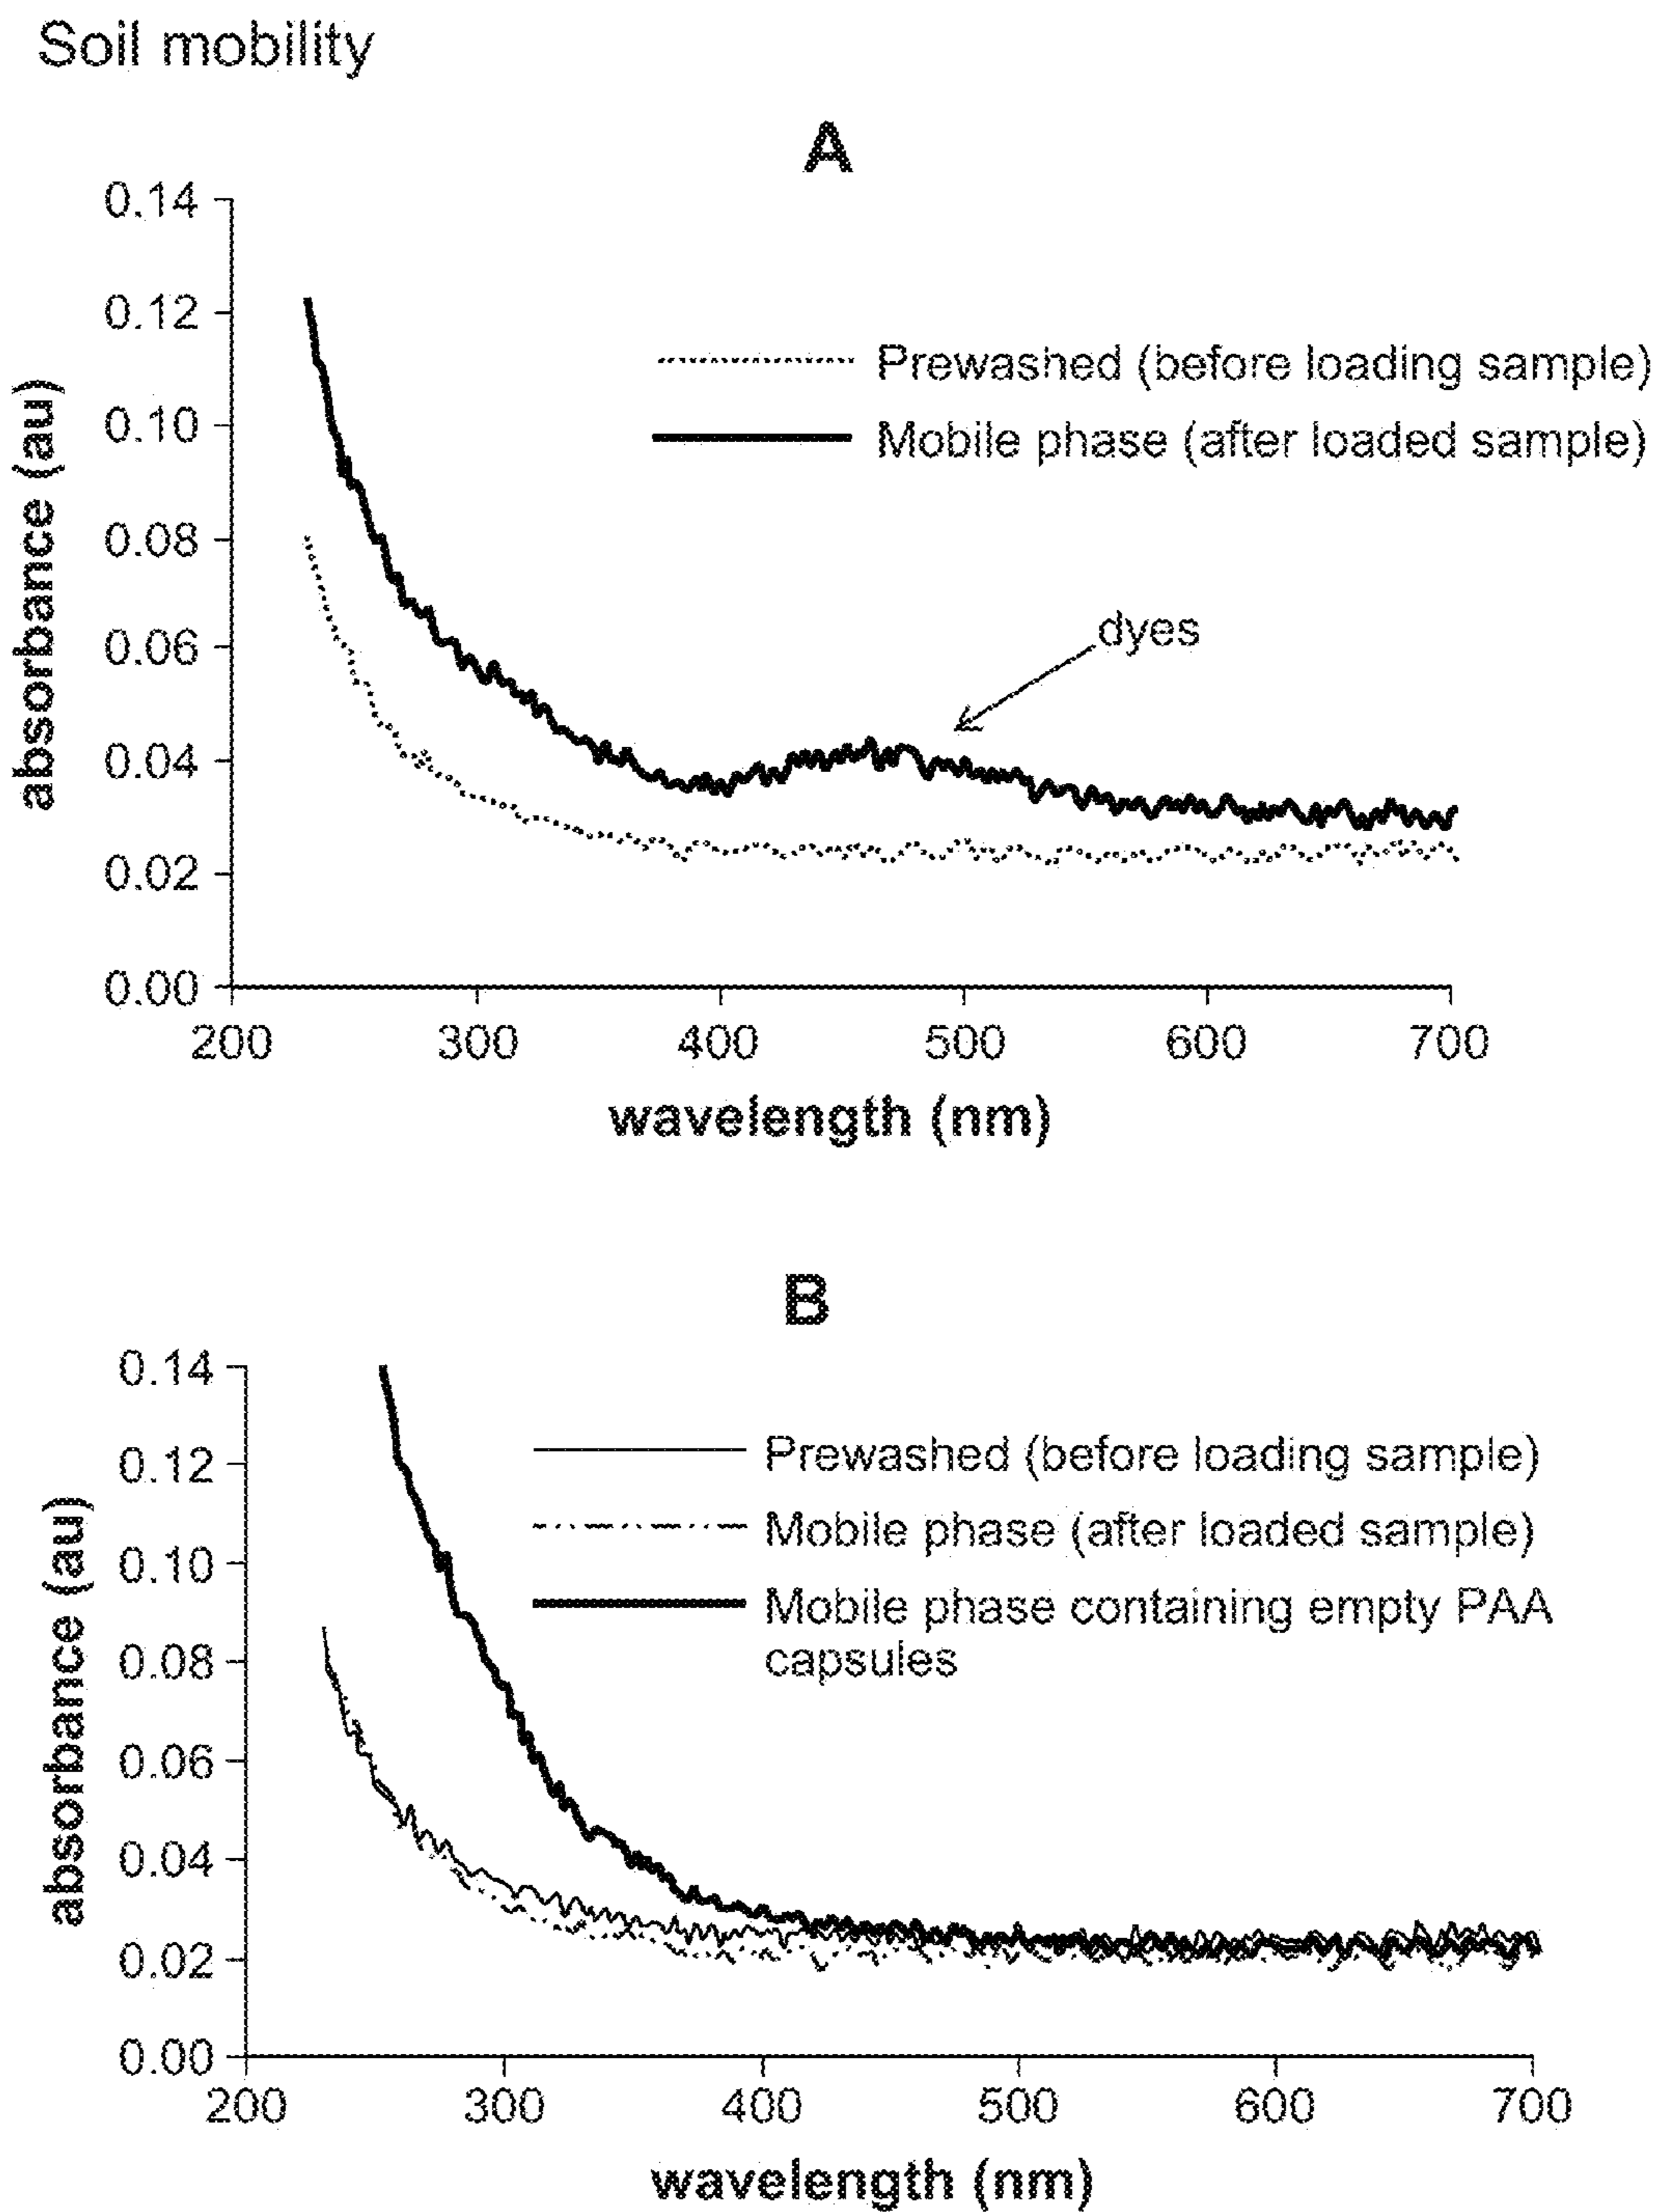 Soil mobility
A
0.14
0.12
0.10
0.08
0.06
0.04
0.02
0.00
absorbance (au)
Prewashed (before loading sample)
Mobile phase (after loaded sample)
dyes
200 300 400 500 600 700
wavelength (nm)
B
0.14
0.12
0.10
0.08
0.06
0.04
0.02
0.00
absorbance (au)
Prewashed (before loading sample)
Mobile phase (after loaded sample)
Mobile phase containing empty PAA
capsules
200 300 400 500 600 700
wavelength (nm)